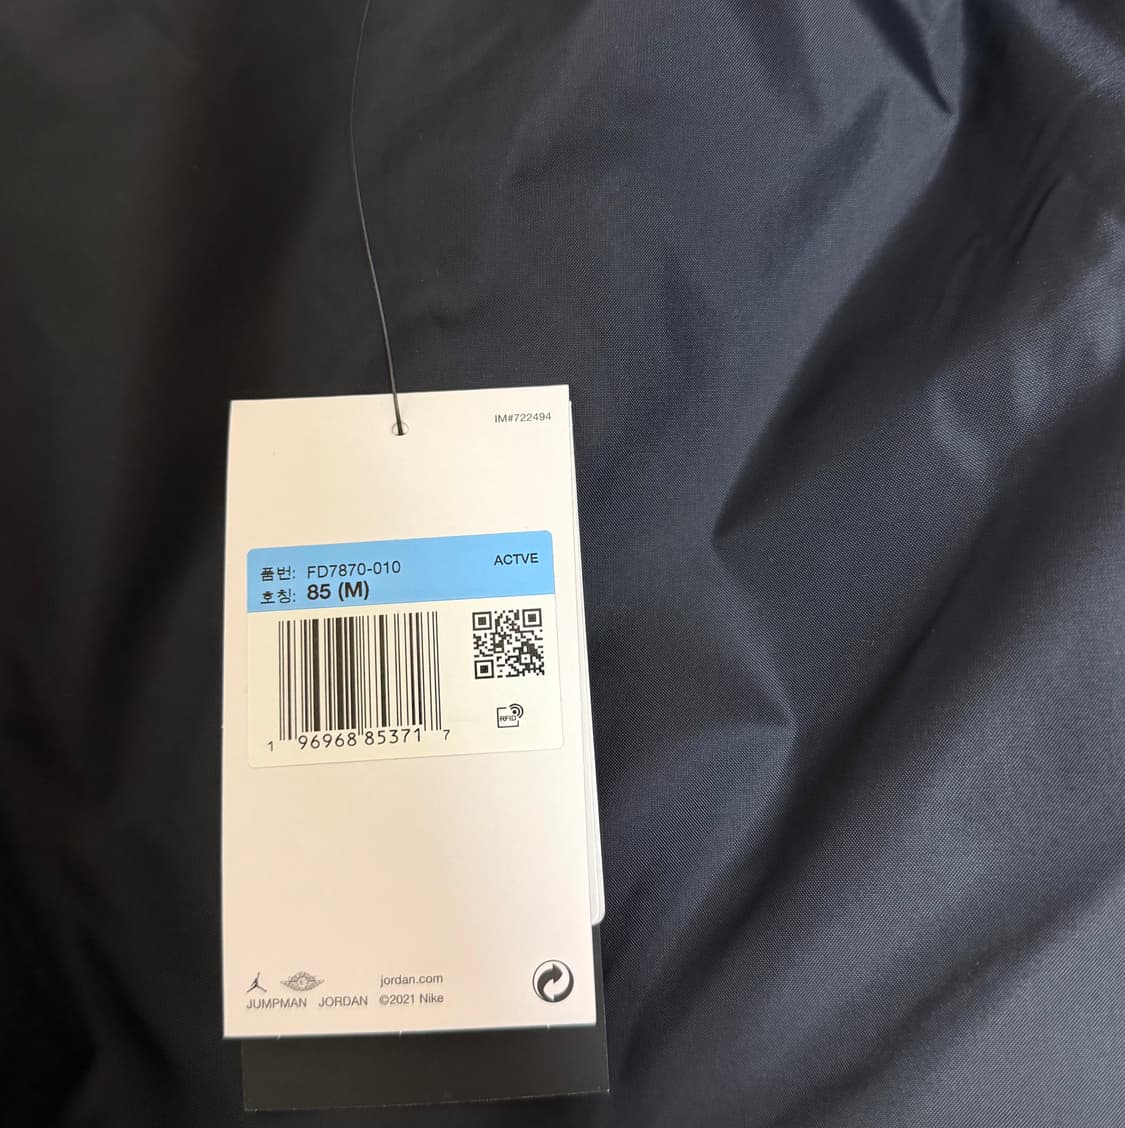 IM#722494
품번: FD7870-010
ACTVE
호칭: 85 (M)
RFID
1 96968 85371 7
jordan.com
JUMPMAN JORDAN ©2021 Nike